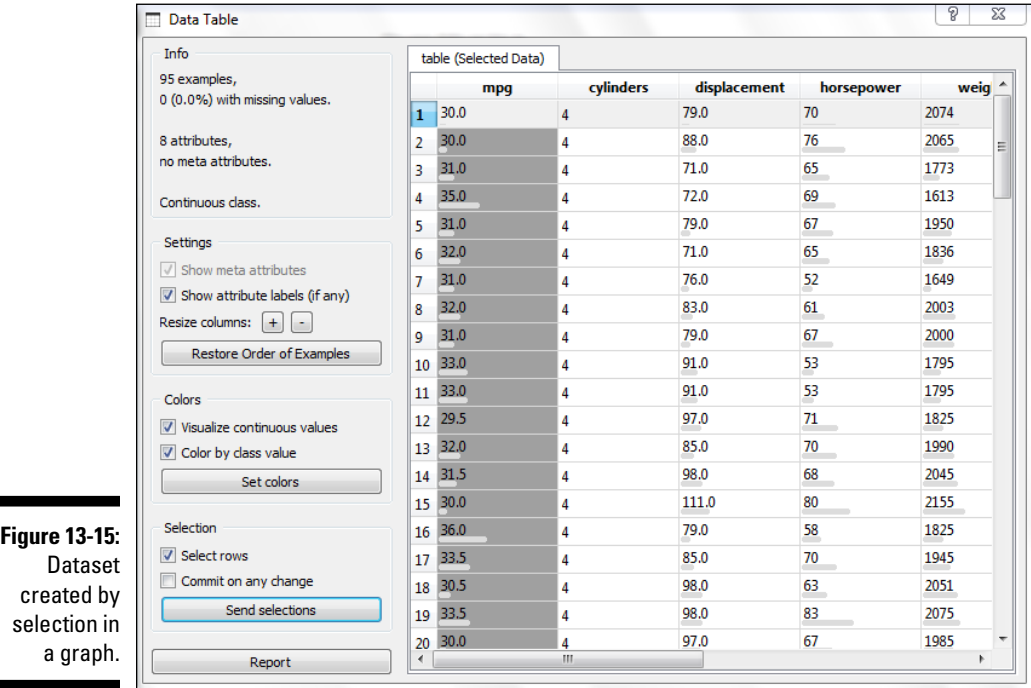 Data Table
Info
95 examples,
0 (0.0%) with missing values.
8 attributes,
no meta attributes.
Continuous class.
Settings
Show meta attributes
Show attribute labels (if any)
Resize columns: + -
Restore Order of Examples
Colors
Visualize continuous values
Color by class value
Set colors
Selection
Select rows
Commit on any change
Send selections
Report
table (Selected Data)
mpg cylinders displacement horsepower weig
1 30.0 4 79.0 70 2074
2 30.0 4 88.0 76 2065
3 31.0 4 71.0 65 1773
4 35.0 4 72.0 69 1613
5 31.0 4 79.0 67 1950
6 32.0 4 71.0 65 1836
7 31.0 4 76.0 52 1649
8 32.0 4 83.0 61 2003
9 31.0 4 79.0 67 2000
10 33.0 4 91.0 53 1795
11 33.0 4 91.0 53 1795
12 29.5 4 97.0 71 1825
13 32.0 4 85.0 70 1990
14 31.5 4 98.0 68 2045
15 30.0 4 111.0 80 2155
16 36.0 4 79.0 58 1825
17 33.5 4 85.0 70 1945
18 30.5 4 98.0 63 2051
19 33.5 4 98.0 83 2075
20 30.0 4 97.0 67 1985
Figure 13-15:
Dataset
created by
selection in
a graph.